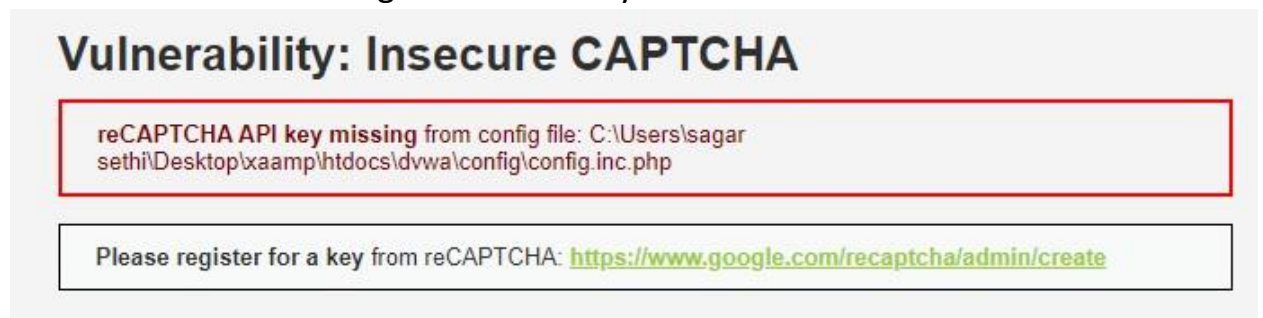 Vulnerability: Insecure CAPTCHA
reCAPTCHA API key missing from config file: C:\Users\sagar
sethi\Desktop\xaamp\htdocs\dvwa\config\config.inc.php
Please register for a key from reCAPTCHA: https://www.google.com/recaptcha/admin/create